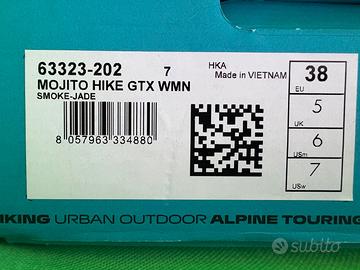 63323-202 7
MOJITO HIKE GTX WMN
SMOKE-JADE
8 057963 334880
HKA
Made in VIETNAM
38
EU
5
UK
6
USm
7
USw
HIKING URBAN OUTDOOR ALPINE TOURING
subito